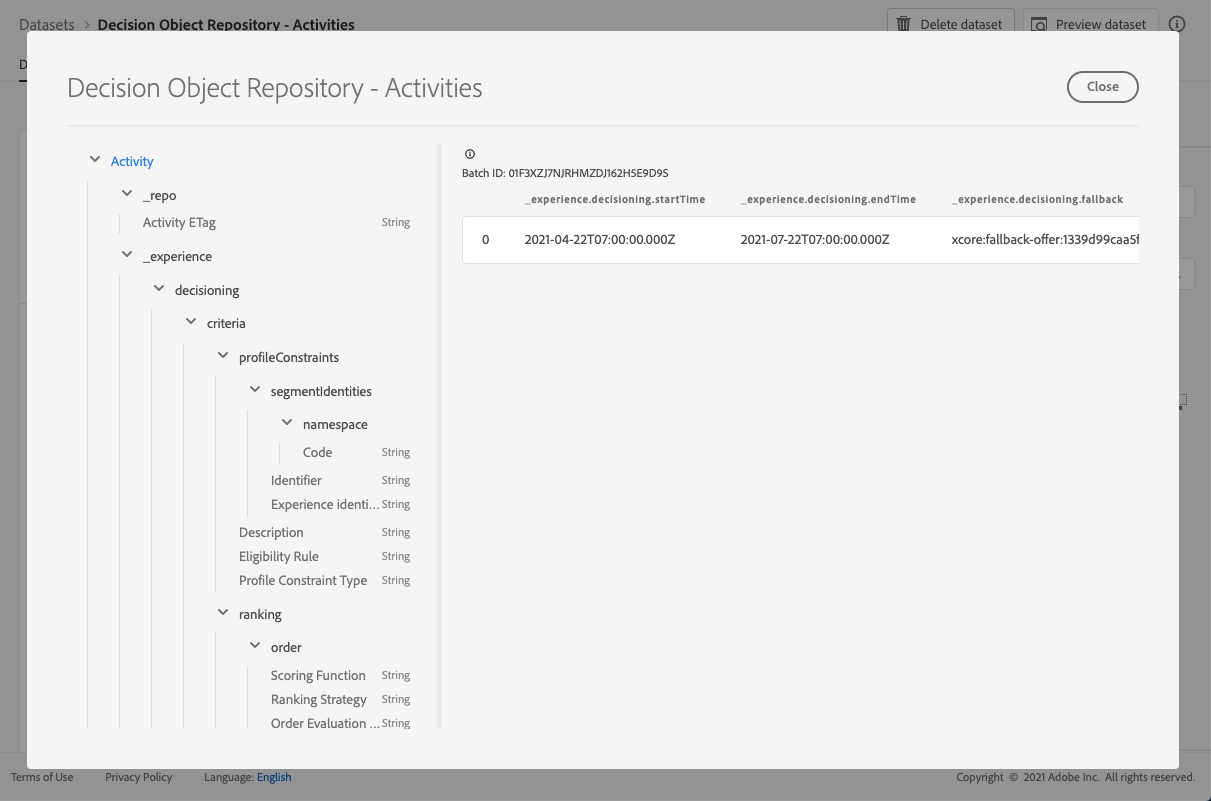 Datasets > Decision Object Repository - Activities
Delete dataset
Preview dataset
Decision Object Repository - Activities
Close
Activity
_repo
Activity ETag String
_experience
decisioning
criteria
profileConstraints
segmentIdentities
namespace
Code String
Identifier String
Experience identi... String
Description String
Eligibility Rule String
Profile Constraint Type String
ranking
order
Scoring Function String
Ranking Strategy String
Order Evaluation ... String
Batch ID: 01F3XZJ7NJRHMZDJ162H5E9D9S
_experience.decisioning.startTime _experience.decisioning.endTime _experience.decisioning.fallback
0 2021-04-22T07:00:00.000Z 2021-07-22T07:00:00.000Z xcore:fallback-offer:1339d99caa5f
Terms of Use Privacy Policy Language: English Copyright © 2021 Adobe Inc. All rights reserved.